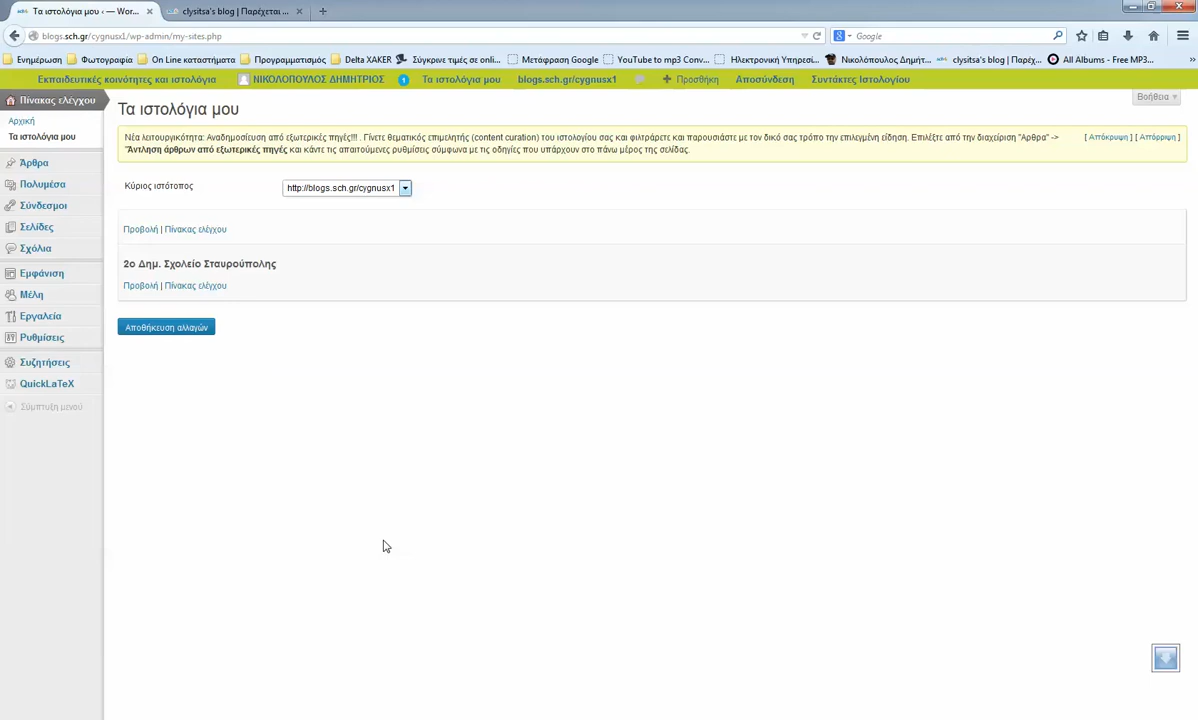 Τα ιστολόγια μου ‹ — Wor...
clysitsa's blog | Παρέχεται ...
blogs.sch.gr/cygnusx1/wp-admin/my-sites.php
Google
Ενημέρωση Φωτογραφία On Line καταστήματα Προγραμματισμός Delta XAKER Σύγκρινε τιμές σε onli... Μετάφραση Google YouTube to mp3 Conv... Ηλεκτρονική Υπηρεσί... Νικολόπουλος Δημήτ... clysitsa's blog | Παρέχ... All Albums - Free MP3... »
Εκπαιδευτικές κοινότητες και ιστολόγια ΝΙΚΟΛΟΠΟΥΛΟΣ ΔΗΜΗΤΡΙΟΣ 1 Τα ιστολόγια μου blogs.sch.gr/cygnusx1 Προσθήκη Αποσύνδεση Συντάκτες Ιστολογίου
Πίνακας ελέγχου
Αρχική
Τα ιστολόγια μου
Άρθρα
Πολυμέσα
Σύνδεσμοι
Σελίδες
Σχόλια
Εμφάνιση
Μέλη
Εργαλεία
Ρυθμίσεις
Συζητήσεις
QuickLaTeX
Σύμπτυξη μενού
Βοήθεια
Τα ιστολόγια μου
Νέα λειτουργικότητα: Αναδημοσίευση από εξωτερικές πηγές!!! . Γίνετε θεματικός επιμελητής (content curation) του ιστολογίου σας και φιλτράρετε και παρουσιάστε με τον δικό σας τρόπο την επιλεγμένη είδηση. Επιλέξτε από την διαχείριση "Αρθρα" -> [ Απόκρυψη ] [ Απόρριψη ]
"Άντληση άρθρων από εξωτερικές πηγές και κάντε τις απαιτούμενες ρυθμίσεις σύμφωνα με τις οδηγίες που υπάρχουν στο πάνω μέρος της σελίδας.
Κύριος ιστότοπος http://blogs.sch.gr/cygnusx1
Προβολή | Πίνακας ελέγχου
2ο Δημ. Σχολείο Σταυρούπολης
Προβολή | Πίνακας ελέγχου
Αποθήκευση αλλαγών